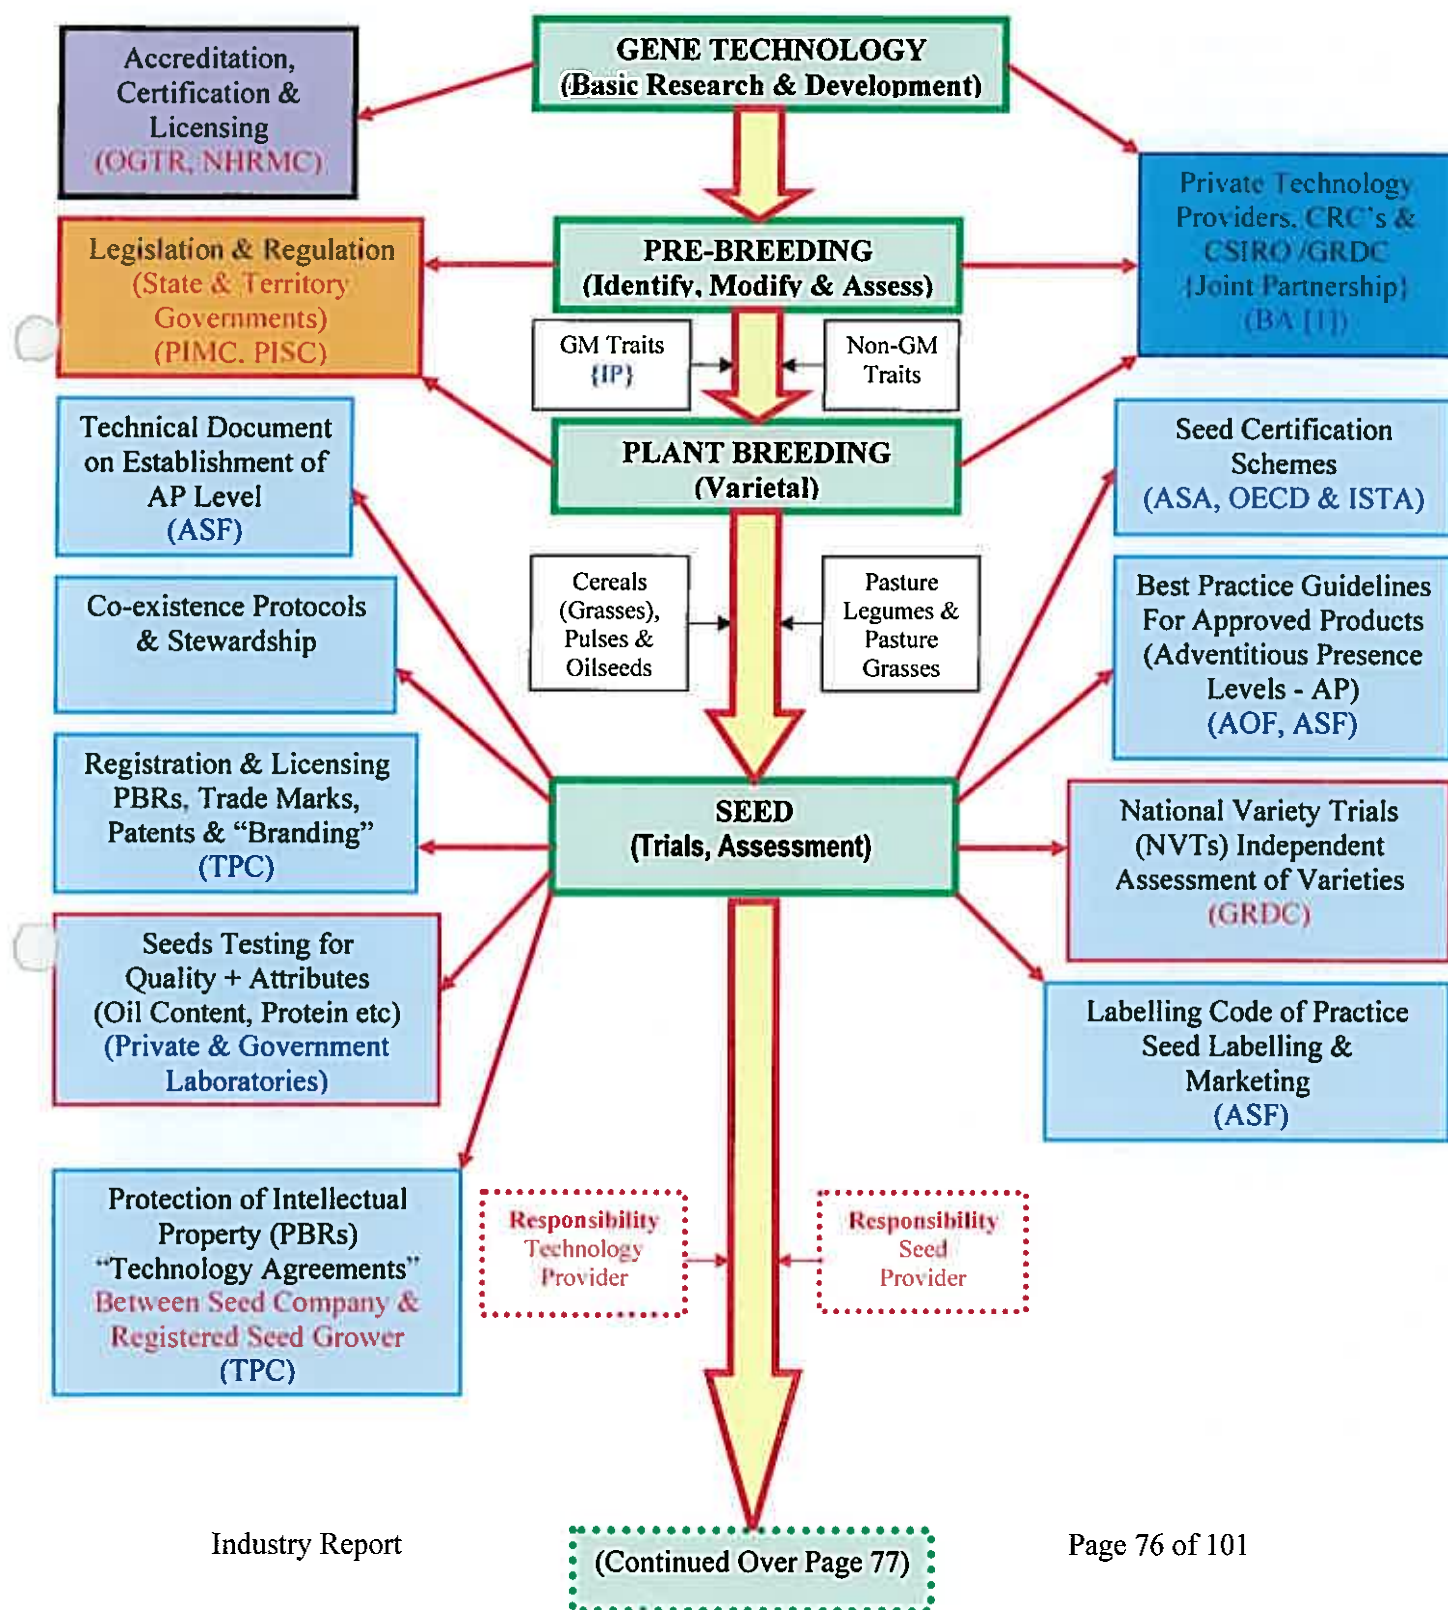 Accreditation,
Certification &
Licensing
(OGTR, NHRMC)
GENE TECHNOLOGY
(Basic Research & Development)
Private Technology
Providers, CRC's &
CSIRO /GRDC
{Joint Partnership}
(BA [1])
Legislation & Regulation
(State & Territory
Governments)
(PIMC, PISC)
PRE-BREEDING
(Identify, Modify & Assess)
GM Traits
{IP}
Non-GM
Traits
PLANT BREEDING
(Varietal)
Technical Document
on Establishment of
AP Level
(ASF)
Seed Certification
Schemes
(ASA, OECD & ISTA)
Co-existence Protocols
& Stewardship
Cereals
(Grasses),
Pulses &
Oilseeds
Pasture
Legumes &
Pasture
Grasses
Best Practice Guidelines
For Approved Products
(Adventitious Presence
Levels - AP)
(AOF, ASF)
Registration & Licensing
PBRs, Trade Marks,
Patents & “Branding”
(TPC)
SEED
(Trials, Assessment)
National Variety Trials
(NVTs) Independent
Assessment of Varieties
(GRDC)
Seeds Testing for
Quality + Attributes
(Oil Content, Protein etc)
(Private & Government
Laboratories)
Labelling Code of Practice
Seed Labelling &
Marketing
(ASF)
Protection of Intellectual
Property (PBRs)
“Technology Agreements”
Between Seed Company &
Registered Seed Grower
(TPC)
Responsibility
Technology
Provider
Responsibility
Seed
Provider
Industry Report
(Continued Over Page 77)
Page 76 of 101